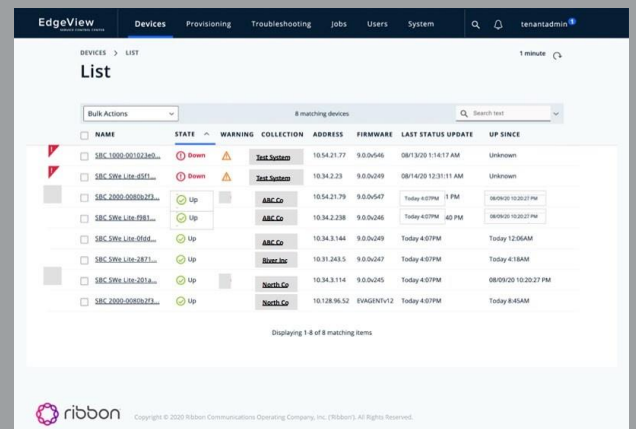 EdgeView
SERVICE CONTROL CENTER
Devices Provisioning Troubleshooting Jobs Users System tenantadmin 1
DEVICES > LIST
1 minute
List
Bulk Actions 8 matching devices Search text
NAME STATE WARNING COLLECTION ADDRESS FIRMWARE LAST STATUS UPDATE UP SINCE
SBC 1000-001023e0... Down Test System 10.54.21.77 9.0.0v546 08/13/20 1:14:17 AM Unknown
SBC SWe Lite-d5f1... Down Test System 10.34.2.23 9.0.0v249 08/14/20 12:31:11 AM Unknown
SBC 2000-0080b2f3... Up ABC Co 10.54.21.79 9.0.0v547 Today 4:07PM 1 PM 08/09/20 10:20:27 PM
SBC SWe Lite-f981... Up ABC Co 10.34.2.238 9.0.0v246 Today 4:07PM 40 PM 08/09/20 10:20:27 PM
SBC SWe Lite-0fdd... Up ABC Co 10.34.3.144 9.0.0v249 Today 4:07PM Today 12:06AM
SBC SWe Lite-2871... Up River Inc 10.31.243.5 9.0.0v247 Today 4:07PM Today 4:18AM
SBC SWe Lite-201a... Up North Co 10.34.3.114 9.0.0v245 Today 4:07PM 08/09/20 10:20:27 PM
SBC 2000-0080b2f3... Up North Co 10.128.96.52 EVAGENTv12 Today 4:07PM Today 8:45AM
Displaying 1-8 of 8 matching items
ribbon Copyright © 2020 Ribbon Communications Operating Company, Inc. ('Ribbon'). All Rights Reserved.